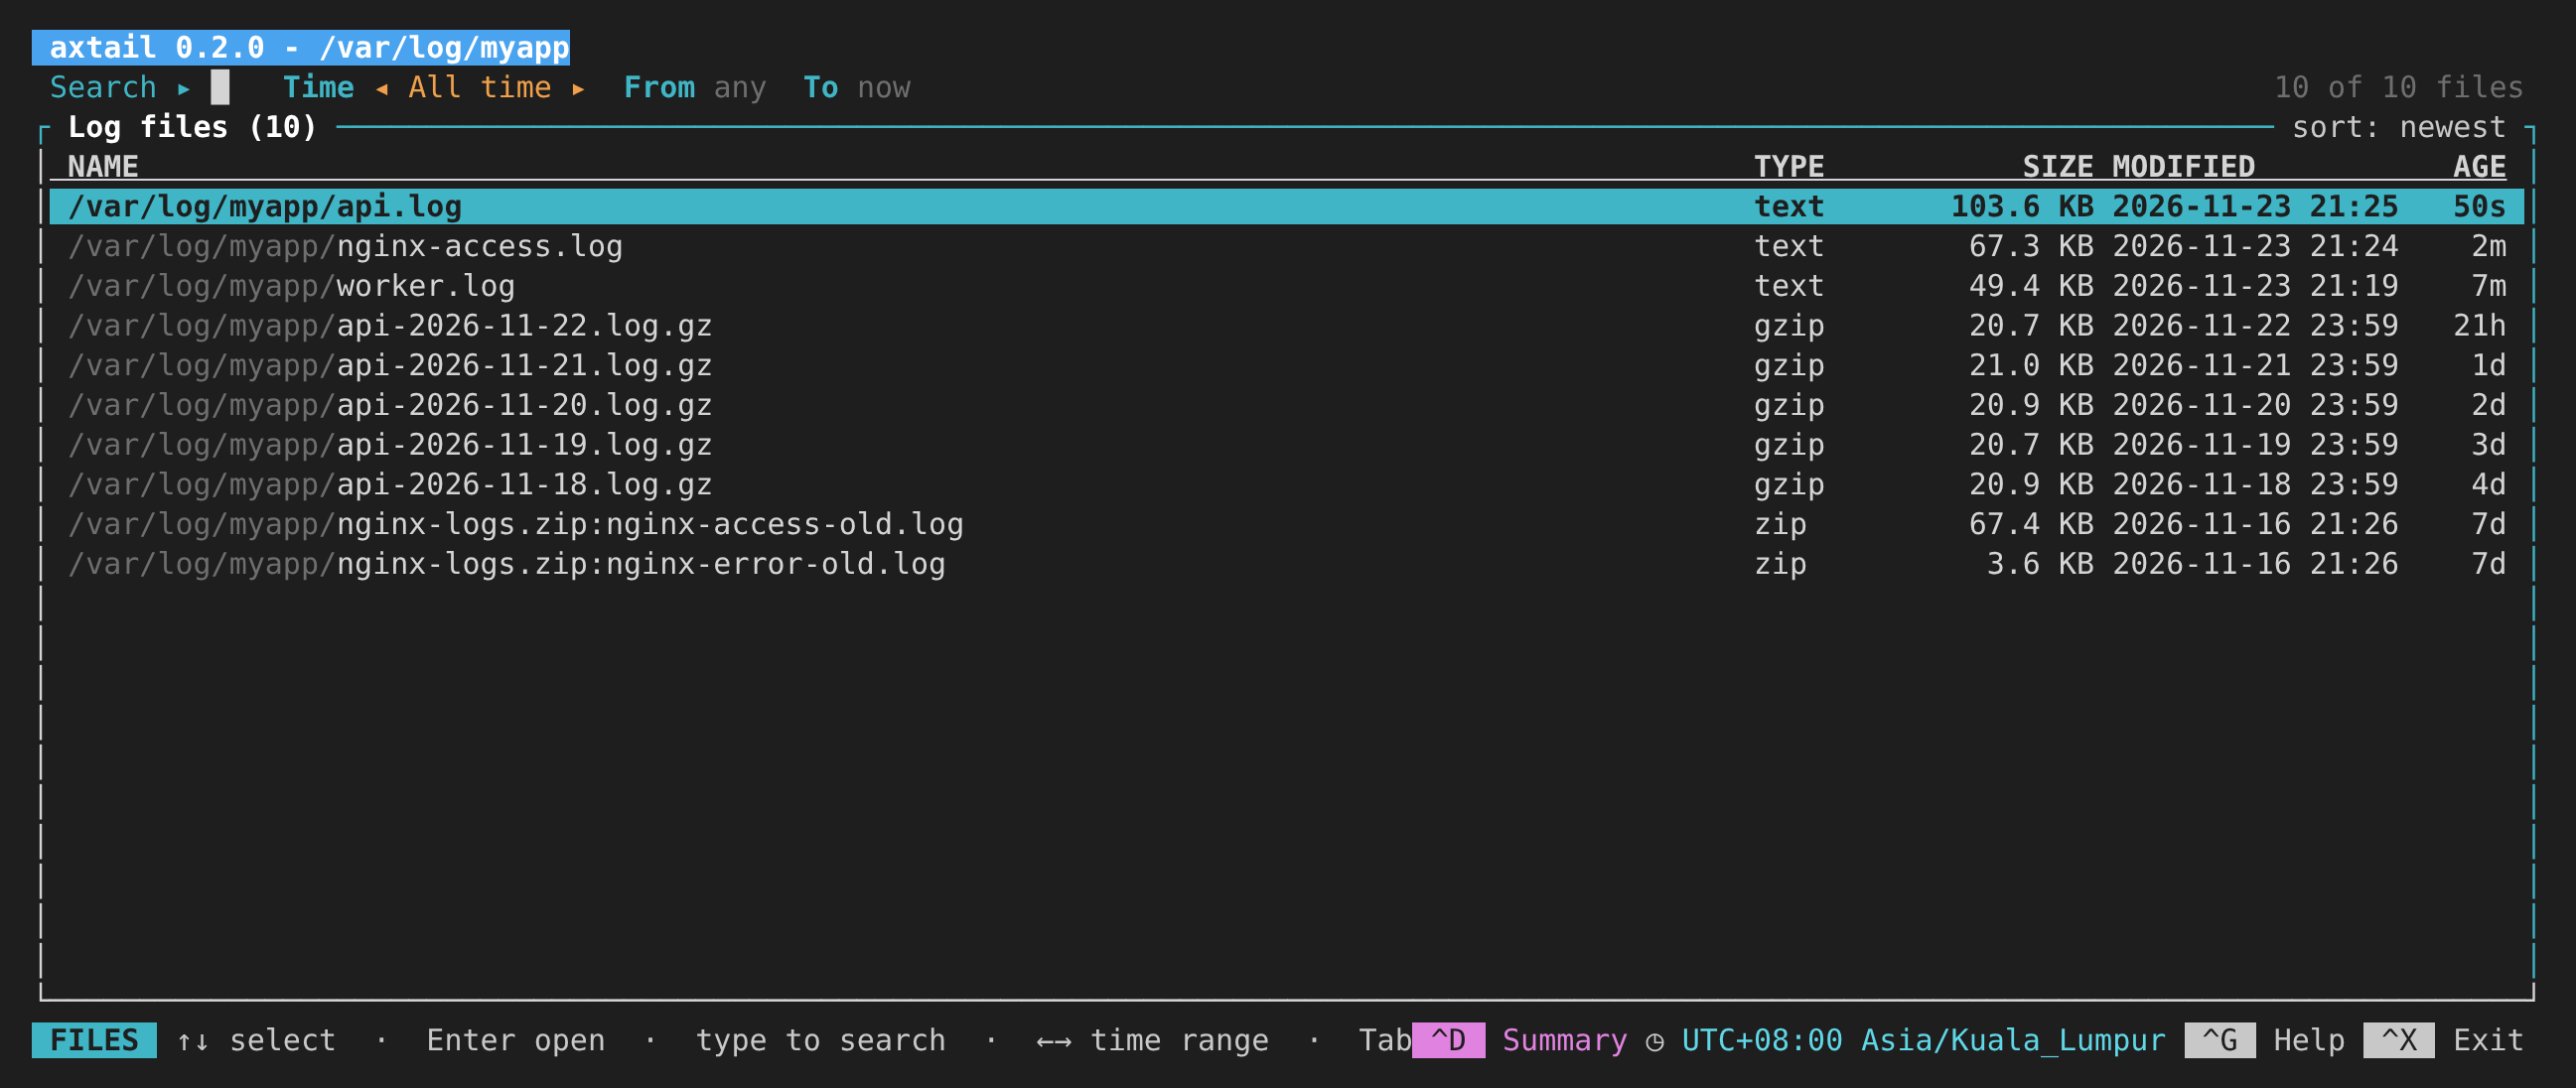 axtail 0.2.0 - /var/log/myapp
Search ▸ Time ◂ All time ▸ From any To now 10 of 10 files
Log files (10) sort: newest
NAME TYPE SIZE MODIFIED AGE
/var/log/myapp/api.log text 103.6 KB 2026-11-23 21:25 50s
/var/log/myapp/nginx-access.log text 67.3 KB 2026-11-23 21:24 2m
/var/log/myapp/worker.log text 49.4 KB 2026-11-23 21:19 7m
/var/log/myapp/api-2026-11-22.log.gz gzip 20.7 KB 2026-11-22 23:59 21h
/var/log/myapp/api-2026-11-21.log.gz gzip 21.0 KB 2026-11-21 23:59 1d
/var/log/myapp/api-2026-11-20.log.gz gzip 20.9 KB 2026-11-20 23:59 2d
/var/log/myapp/api-2026-11-19.log.gz gzip 20.7 KB 2026-11-19 23:59 3d
/var/log/myapp/api-2026-11-18.log.gz gzip 20.9 KB 2026-11-18 23:59 4d
/var/log/myapp/nginx-logs.zip:nginx-access-old.log zip 67.4 KB 2026-11-16 21:26 7d
/var/log/myapp/nginx-logs.zip:nginx-error-old.log zip 3.6 KB 2026-11-16 21:26 7d
FILES ↑↓ select · Enter open · type to search · ←→ time range · Tab ^D Summary ◷ UTC+08:00 Asia/Kuala_Lumpur ^G Help ^X Exit